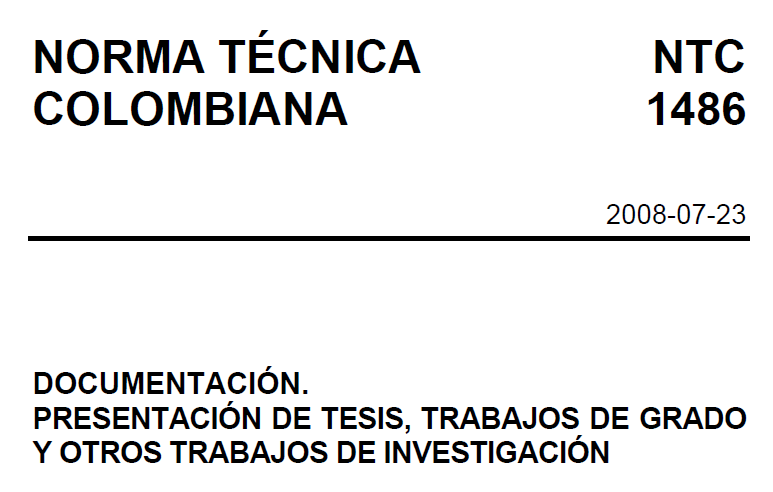 NORMA TÉCNICA NTC
COLOMBIANA 1486
2008-07-23
DOCUMENTACIÓN.
PRESENTACIÓN DE TESIS, TRABAJOS DE GRADO
Y OTROS TRABAJOS DE INVESTIGACIÓN